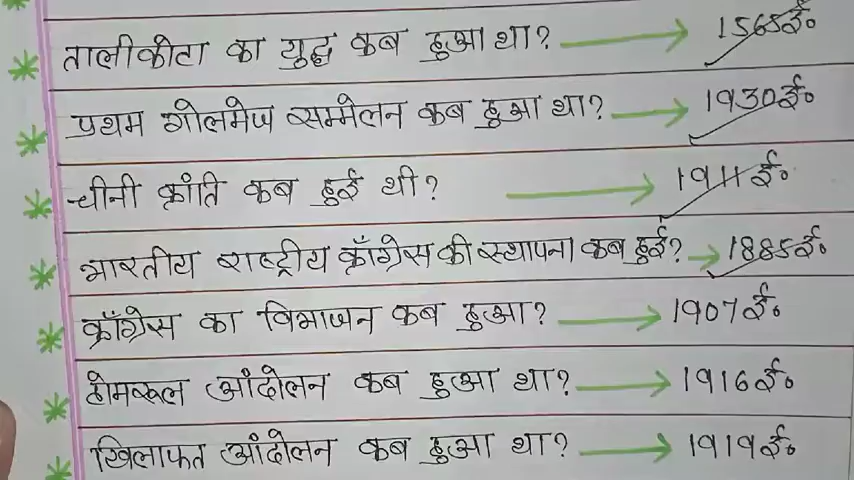 तालीकोटा का युद्ध कब हुआ था? → 1565ई०
प्रथम गोलमेज सम्मेलन कब हुआ था? → 1930ई०
चीनी क्रांति कब हुई थी? → 1911ई०
भारतीय राष्ट्रीय काँग्रेस की स्थापना कब हुई? → 1885ई०
काँग्रेस का विभाजन कब हुआ? → 1907ई०
होमरूल आंदोलन कब हुआ था? → 1916ई०
खिलाफत आंदोलन कब हुआ था? → 1919ई०